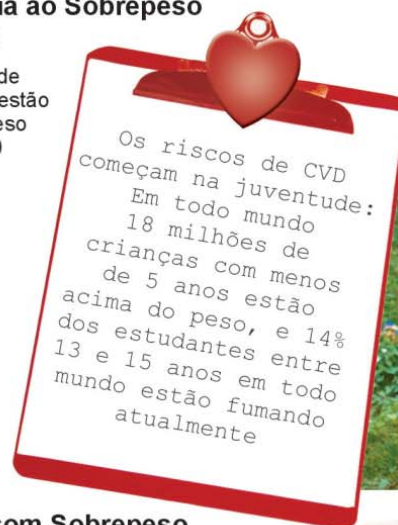 ao Sobrepeso
de
estão
Os riscos de CVD
começam na juventude:
Em todo mundo
18 milhões de
crianças com menos
de 5 anos estão
acima do peso, e 14%
dos estudantes entre
13 e 15 anos em todo
mundo estão fumando
atualmente
com Sobrepeso